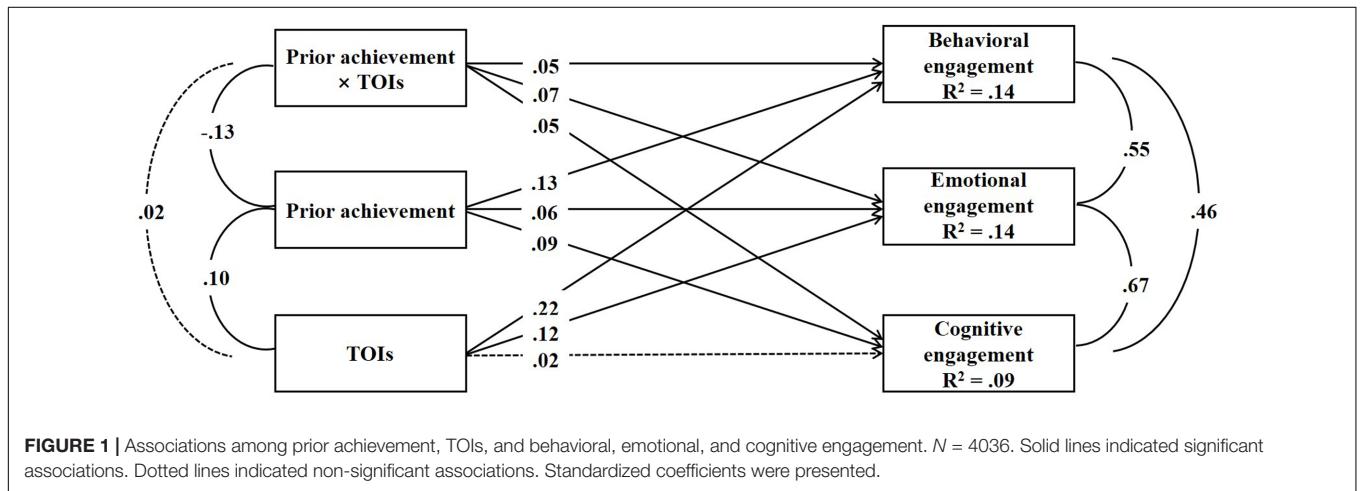 Prior achievement
× TOIs
Prior achievement
TOIs
-.13
.02
.10
.05
.07
.05
.13
.06
.09
.22
.12
.02
Behavioral
engagement
R² = .14
Emotional
engagement
R² = .14
Cognitive
engagement
R² = .09
.55
.46
.67
FIGURE 1 | Associations among prior achievement, TOIs, and behavioral, emotional, and cognitive engagement. N = 4036. Solid lines indicated significant
associations. Dotted lines indicated non-significant associations. Standardized coefficients were presented.